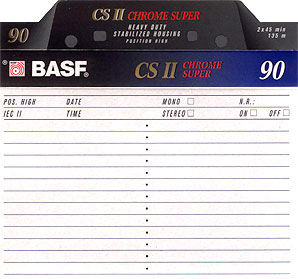 CS II CHROME SUPER
90
HEAVY DUTY
STABILIZED HOUSING
POSITION HIGH
2 x 45 min
135 m
BASF CS II CHROME SUPER 90
POS. HIGH DATE MONO N.R.:
IEC II TIME STEREO ON OFF